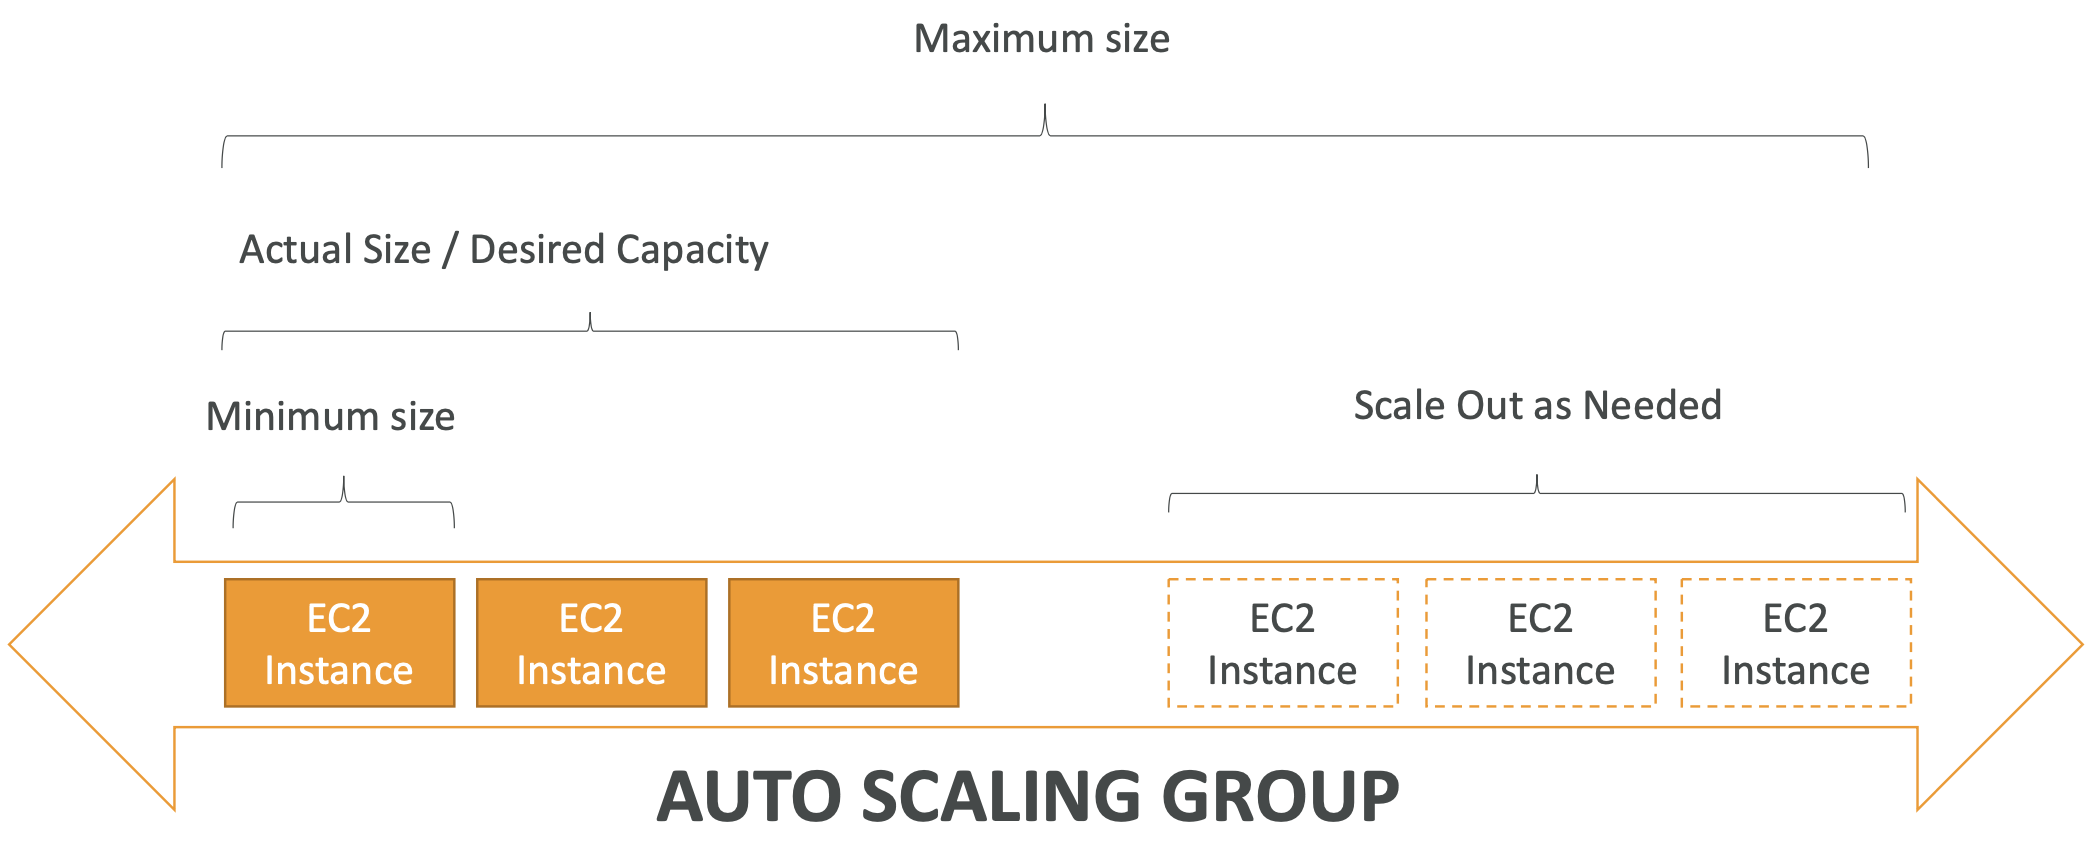 Maximum size
Actual Size / Desired Capacity
Minimum size
Scale Out as Needed
EC2
Instance
EC2
Instance
EC2
Instance
EC2
Instance
EC2
Instance
EC2
Instance
AUTO SCALING GROUP